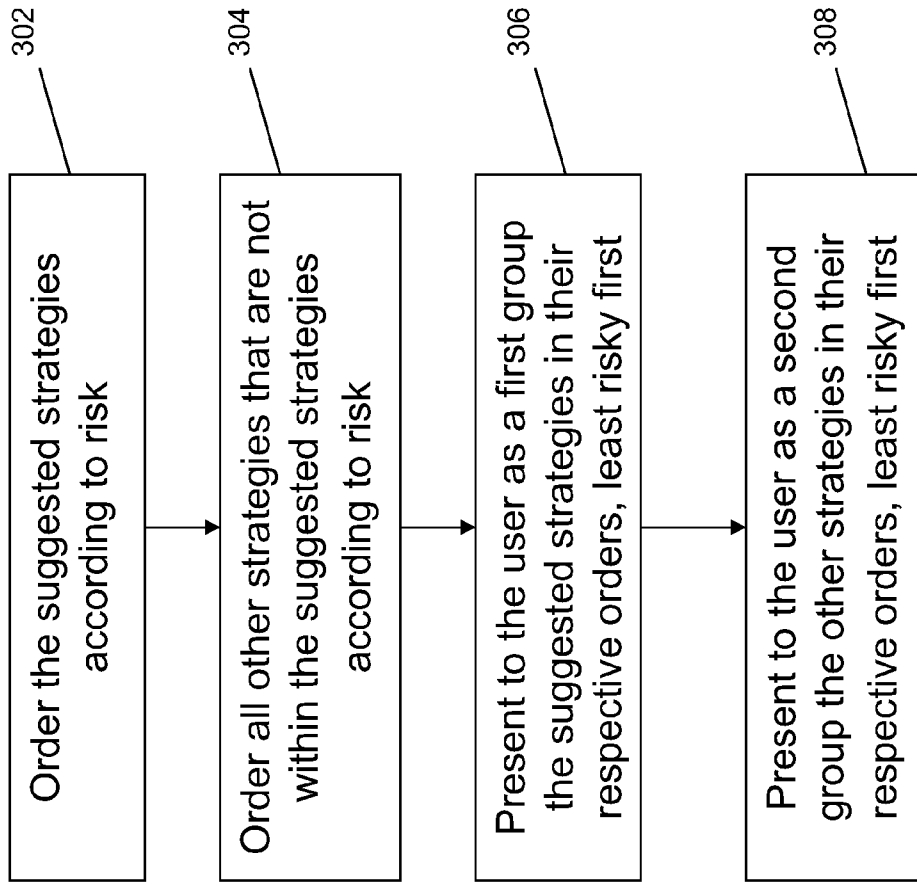 Order the suggested strategies
according to risk
302
Order all other strategies that are not
within the suggested strategies
according to risk
304
Present to the user as a first group
the suggested strategies in their
respective orders, least risky first
306
Present to the user as a second
group the other strategies in their
respective orders, least risky first
308